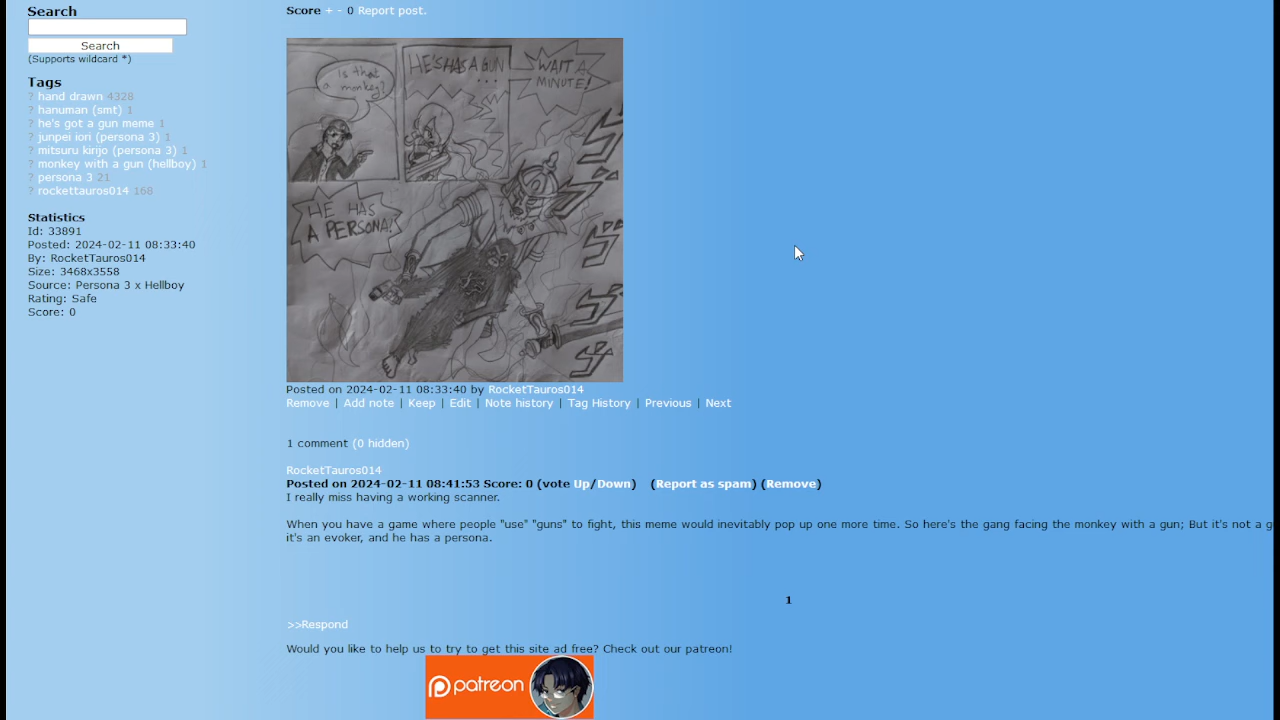 Search
Search
(Supports wildcard *)
Tags
? hand drawn 4328
? hanuman (smt) 1
? he's got a gun meme 1
? junpei iori (persona 3) 1
? mitsuru kirijo (persona 3) 1
? monkey with a gun (hellboy) 1
? persona 3 21
? rockettauros014 168
Statistics
Id: 33891
Posted: 2024-02-11 08:33:40
By: RocketTauros014
Size: 3468x3558
Source: Persona 3 x Hellboy
Rating: Safe
Score: 0
Score + - 0 Report post.
is that
a monkey?
HE'S HAS A GUN
...
WAIT A
MINUTE!
HE HAS
A PERSONA!
Posted on 2024-02-11 08:33:40 by RocketTauros014
Remove | Add note | Keep | Edit | Note history | Tag History | Previous | Next
1 comment (0 hidden)
RocketTauros014
Posted on 2024-02-11 08:41:53 Score: 0 (vote Up/Down) (Report as spam) (Remove)
I really miss having a working scanner.
When you have a game where people "use" "guns" to fight, this meme would inevitably pop up one more time. So here's the gang facing the monkey with a gun; But it's not a g
it's an evoker, and he has a persona.
1
>>Respond
Would you like to help us to try to get this site ad free? Check out our patreon!
patreon